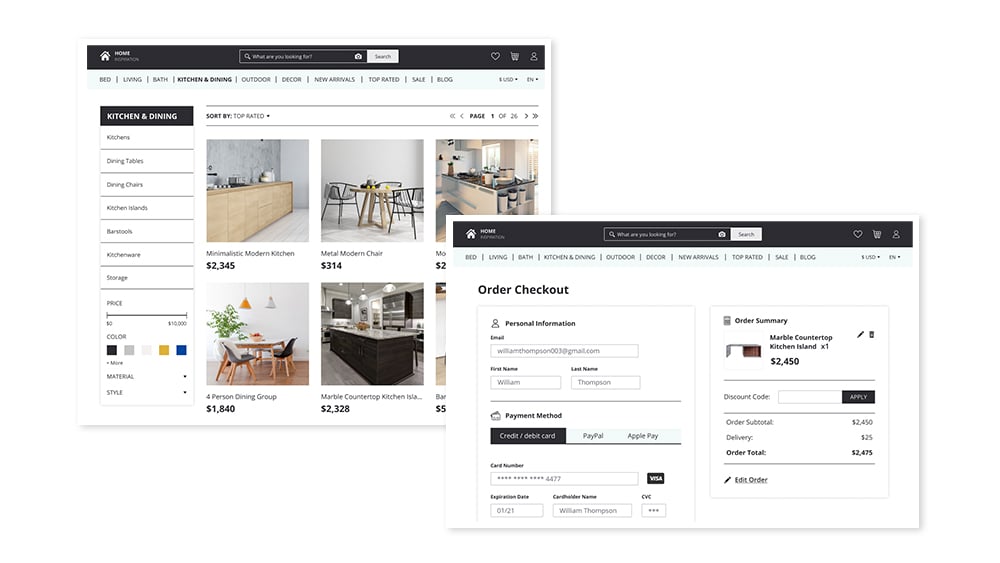 HOME
INSPIRATION
What are you looking for?
Search
BED | LIVING | BATH | KITCHEN & DINING | OUTDOOR | DECOR | NEW ARRIVALS | TOP RATED | SALE | BLOG
$ USD
EN
KITCHEN & DINING
Kitchens
Dining Tables
Dining Chairs
Kitchen Islands
Barstools
Kitchenware
Storage
PRICE
$0 $10,000
COLOR
+ More
MATERIAL
STYLE
SORT BY: TOP RATED
PAGE 1 OF 26
Minimalistic Modern Kitchen
$2,345
Metal Modern Chair
$314
Mo
$2
4 Person Dining Group
$1,840
Marble Countertop Kitchen Isla...
$2,328
Bar
$5
HOME
INSPIRATION
What are you looking for?
Search
BED | LIVING | BATH | KITCHEN & DINING | OUTDOOR | DECOR | NEW ARRIVALS | TOP RATED | SALE | BLOG
$ USD
EN
Order Checkout
Personal Information
Email
williamthompson003@gmail.com
First Name
Last Name
William
Thompson
Payment Method
Credit / debit card
PayPal
Apple Pay
Card Number
**** **** **** 4477
VISA
Expiration Date
Cardholder Name
CVC
01/21
William Thompson
***
Order Summary
Marble Countertop
Kitchen Island x1
$2,450
Discount Code:
APPLY
Order Subtotal: $2,450
Delivery: $25
Order Total: $2,475
Edit Order